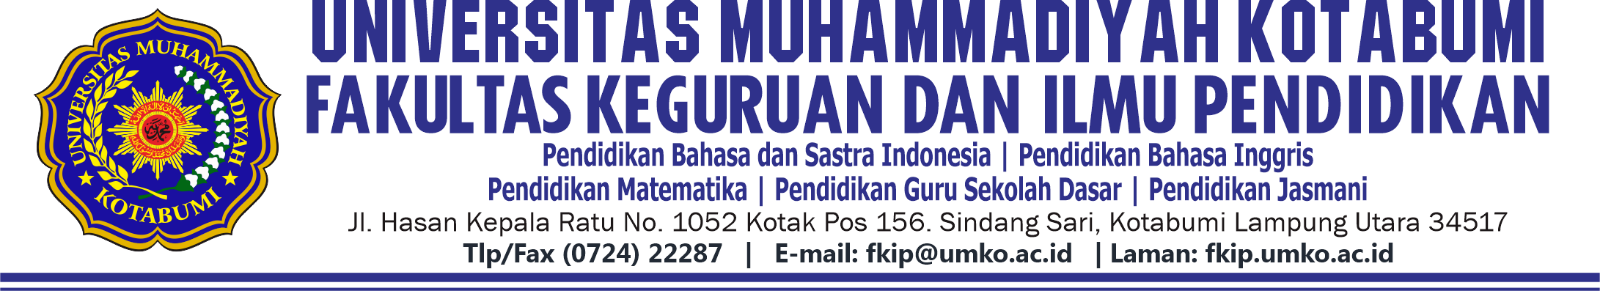 UNIVERSITAS MUHAMMADIYAH KOTABUMI
FAKULTAS KEGURUAN DAN ILMU PENDIDIKAN
Pendidikan Bahasa dan Sastra Indonesia | Pendidikan Bahasa Inggris
Pendidikan Matematika | Pendidikan Guru Sekolah Dasar | Pendidikan Jasmani
Jl. Hasan Kepala Ratu No. 1052 Kotak Pos 156. Sindang Sari, Kotabumi Lampung Utara 34517
Tlp/Fax (0724) 22287 | E-mail: fkip@umko.ac.id | Laman: fkip.umko.ac.id
UNIVERSITAS MUHAMMADIYAH
KOTABUMI